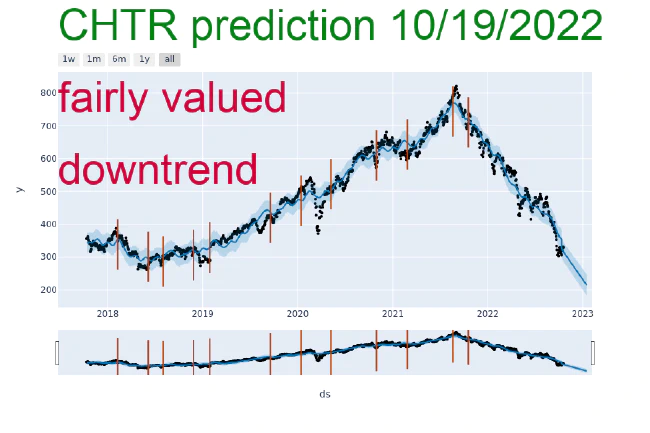 CHTR prediction 10/19/2022
1w 1m 6m 1y all
fairly valued
downtrend
800
700
600
500
400
300
200
y
2018 2019 2020 2021 2022 2023
ds